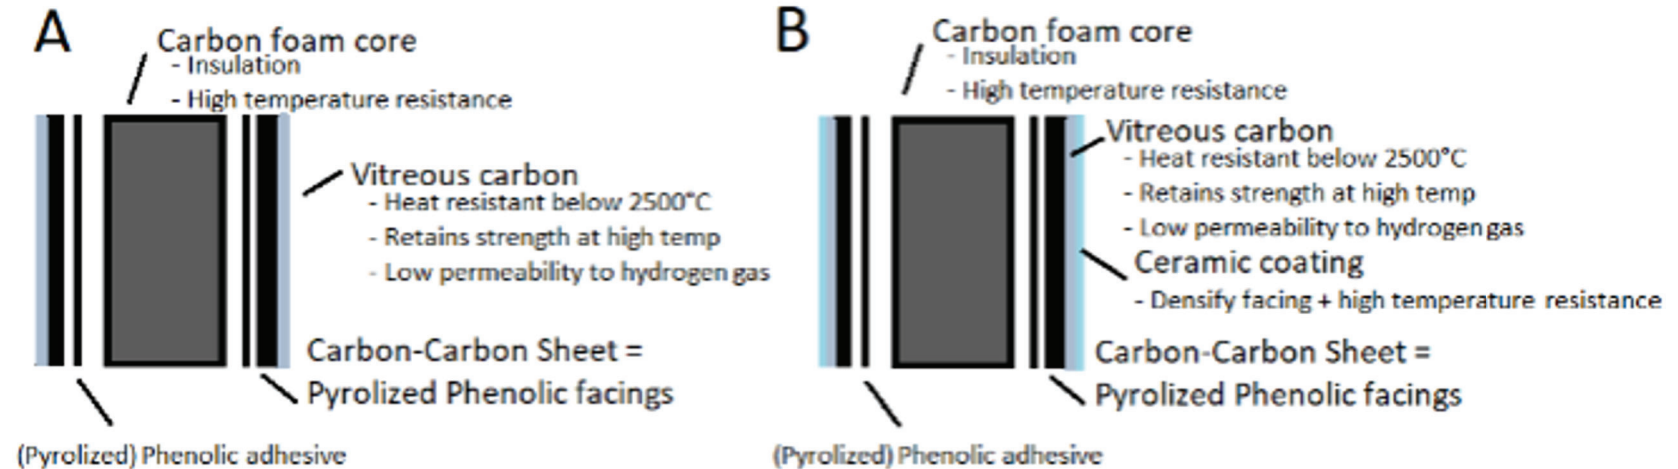 A
Carbon foam core
- Insulation
- High temperature resistance
Vitreous carbon
- Heat resistant below 2500°C
- Retains strength at high temp
- Low permeability to hydrogen gas
Carbon-Carbon Sheet =
Pyrolized Phenolic facings
(Pyrolized) Phenolic adhesive
B
Carbon foam core
- Insulation
- High temperature resistance
Vitreous carbon
- Heat resistant below 2500°C
- Retains strength at high temp
- Low permeability to hydrogen gas
Ceramic coating
- Densify facing + high temperature resistance
Carbon-Carbon Sheet =
Pyrolized Phenolic facings
(Pyrolized) Phenolic adhesive